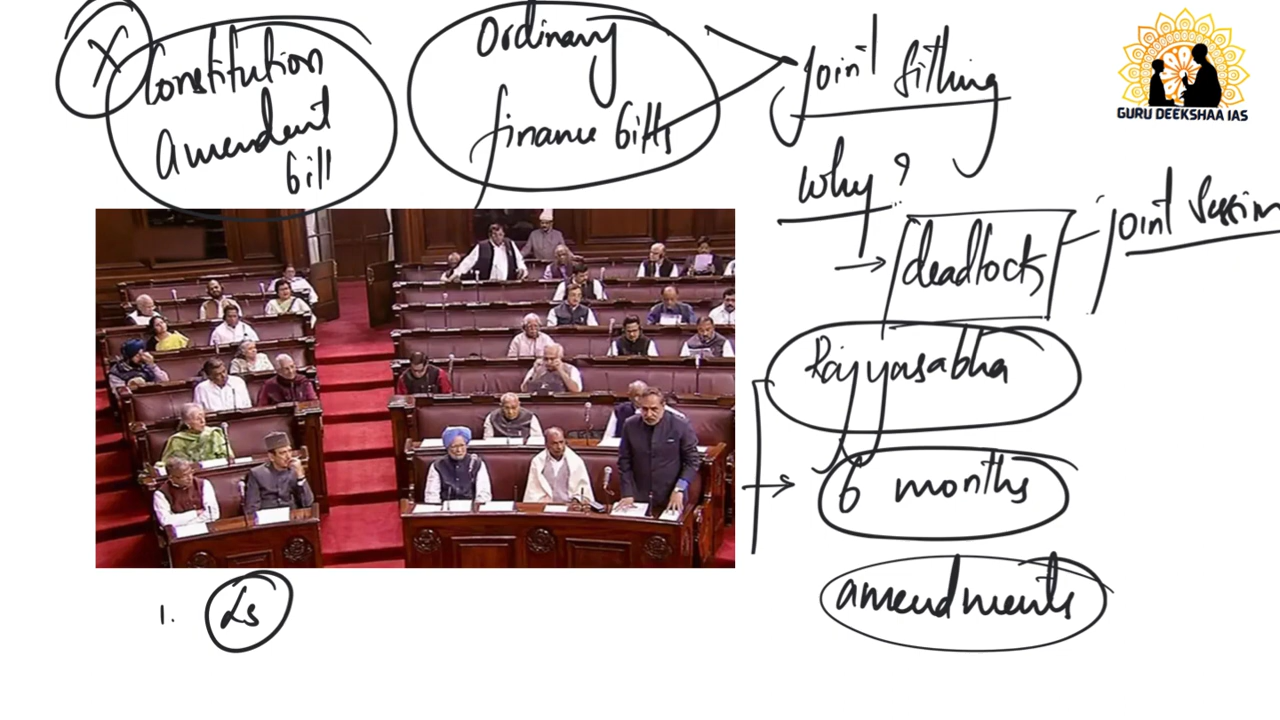 X
Constitution
Amendent
bill
Ordinary
finance bills
joint sitting
Why ?
→ deadlock
joint Session
Rajyasabha
6 months
amendments
1. Ls
GURU DEEKSHAA IAS